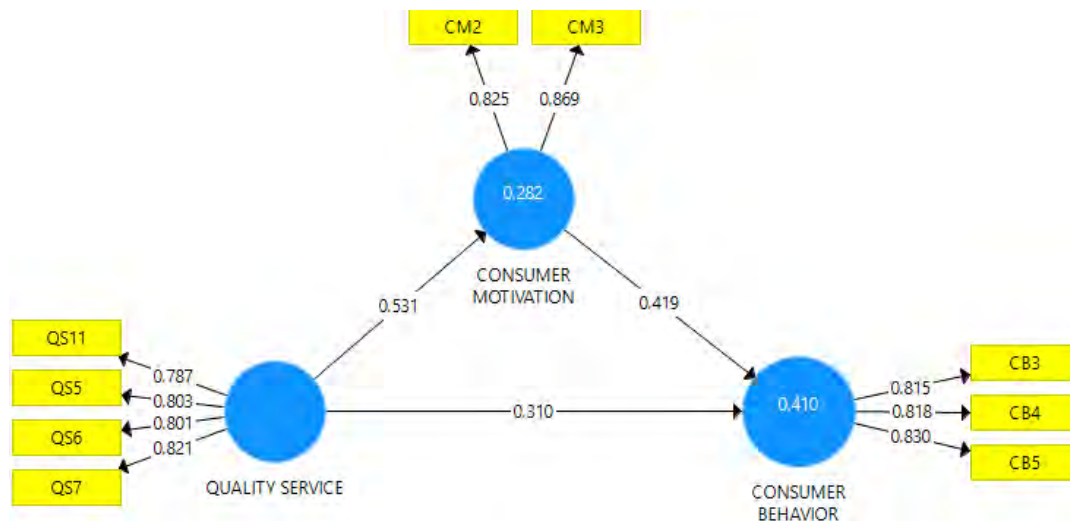 CM2 CM3
0.825 0.869
0.282
CONSUMER
MOTIVATION
0.531 0.419
QS11
0.787
QS5
0.803
QS6
0.801
QS7
0.821
QUALITY SERVICE
0.310
0.410
CONSUMER
BEHAVIOR
0.815
CB3
0.818
CB4
0.830
CB5